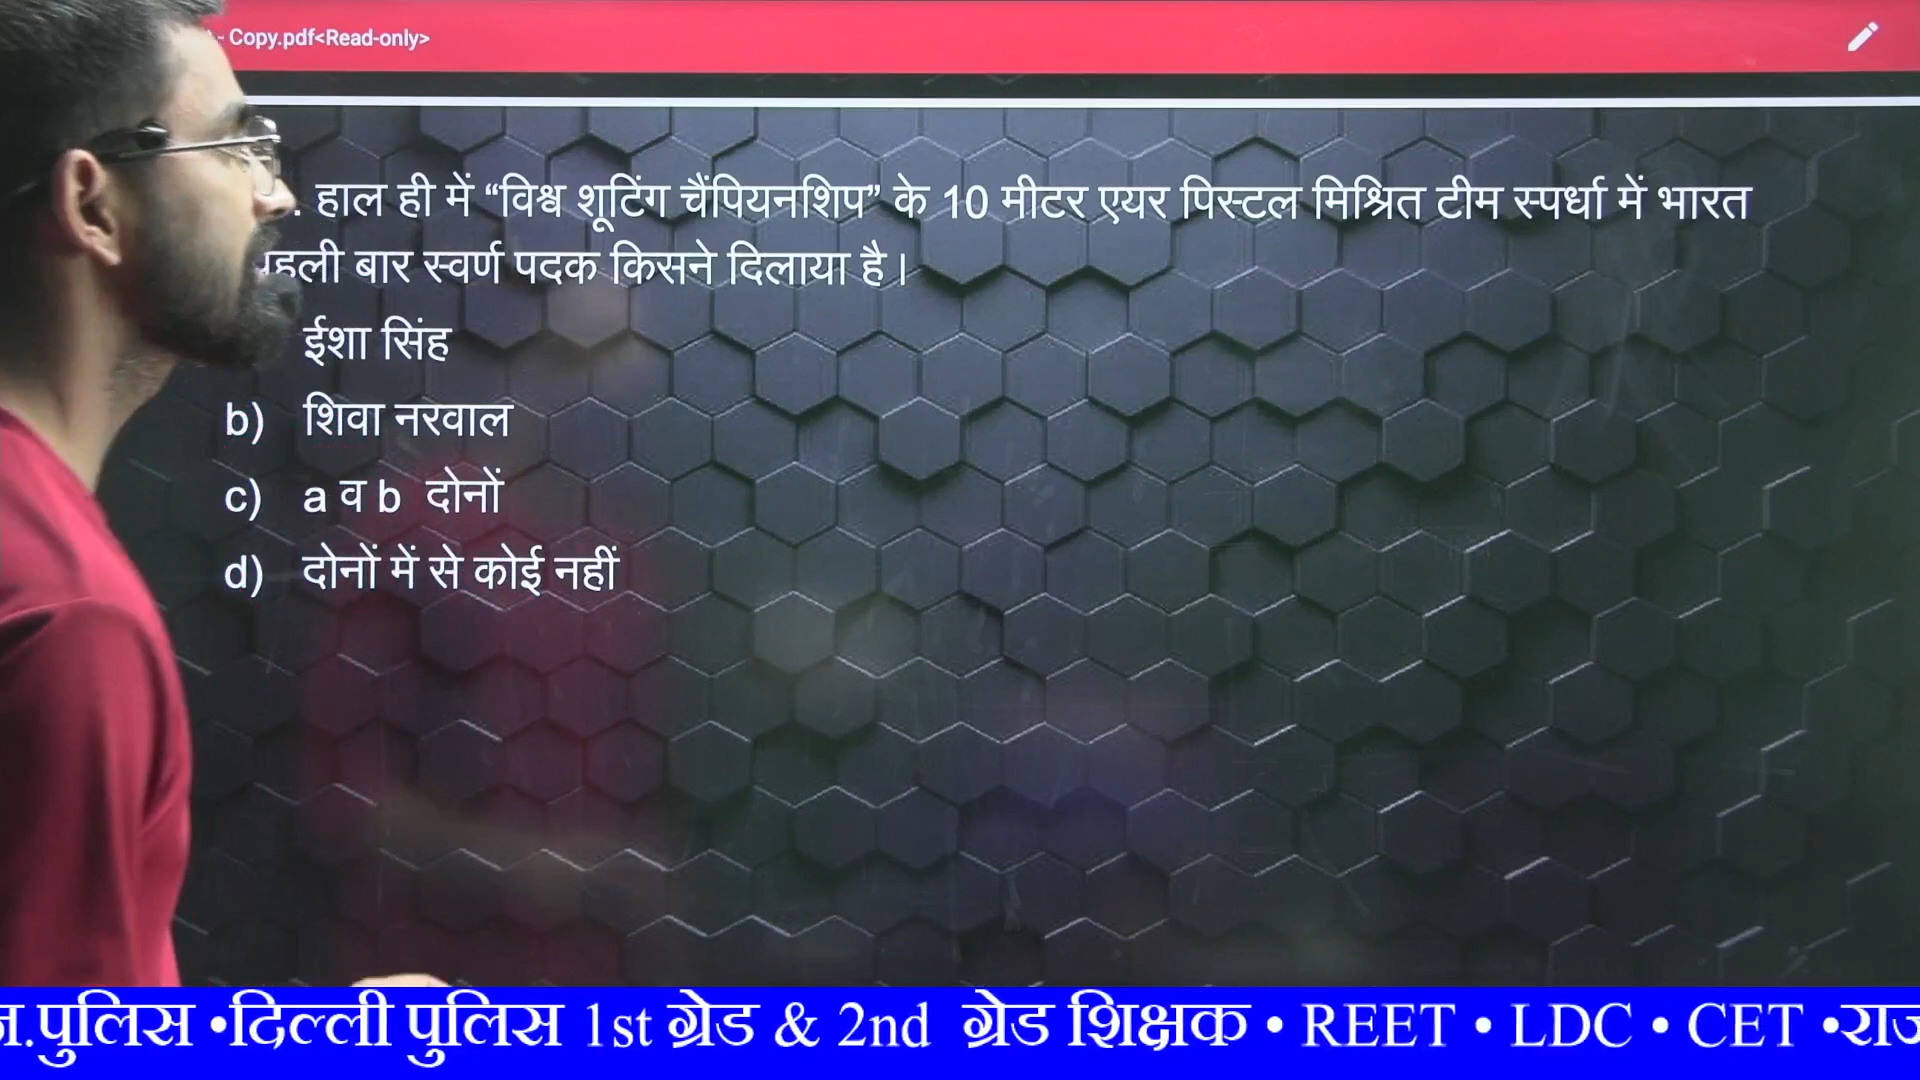 - Copy.pdf<Read-only>
. हाल ही में “विश्व शूटिंग चैंपियनशिप” के 10 मीटर एयर पिस्टल मिश्रित टीम स्पर्धा में भारत
बार स्वर्ण पदक किसने दिलाया है।
ईशा सिंह
b) शिवा नरवाल
c) a व b दोनों
d) दोनों में से कोई नहीं
पुलिस •दिल्ली पुलिस 1st ग्रेड & 2nd ग्रेड शिक्षक • REET • LDC • CET •